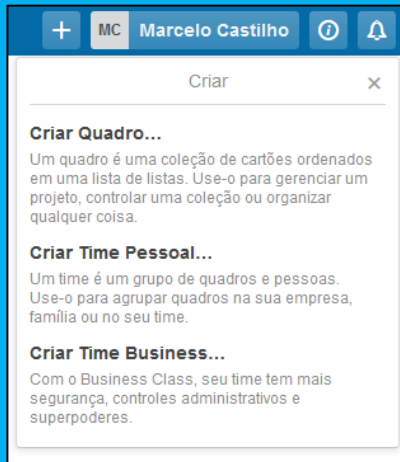 + MC Marcelo Castilho
Criar ×
Criar Quadro...
Um quadro é uma coleção de cartões ordenados
em uma lista de listas. Use-o para gerenciar um
projeto, controlar uma coleção ou organizar
qualquer coisa.
Criar Time Pessoal...
Um time é um grupo de quadros e pessoas.
Use-o para agrupar quadros na sua empresa,
família ou no seu time.
Criar Time Business...
Com o Business Class, seu time tem mais
segurança, controles administrativos e
superpoderes.